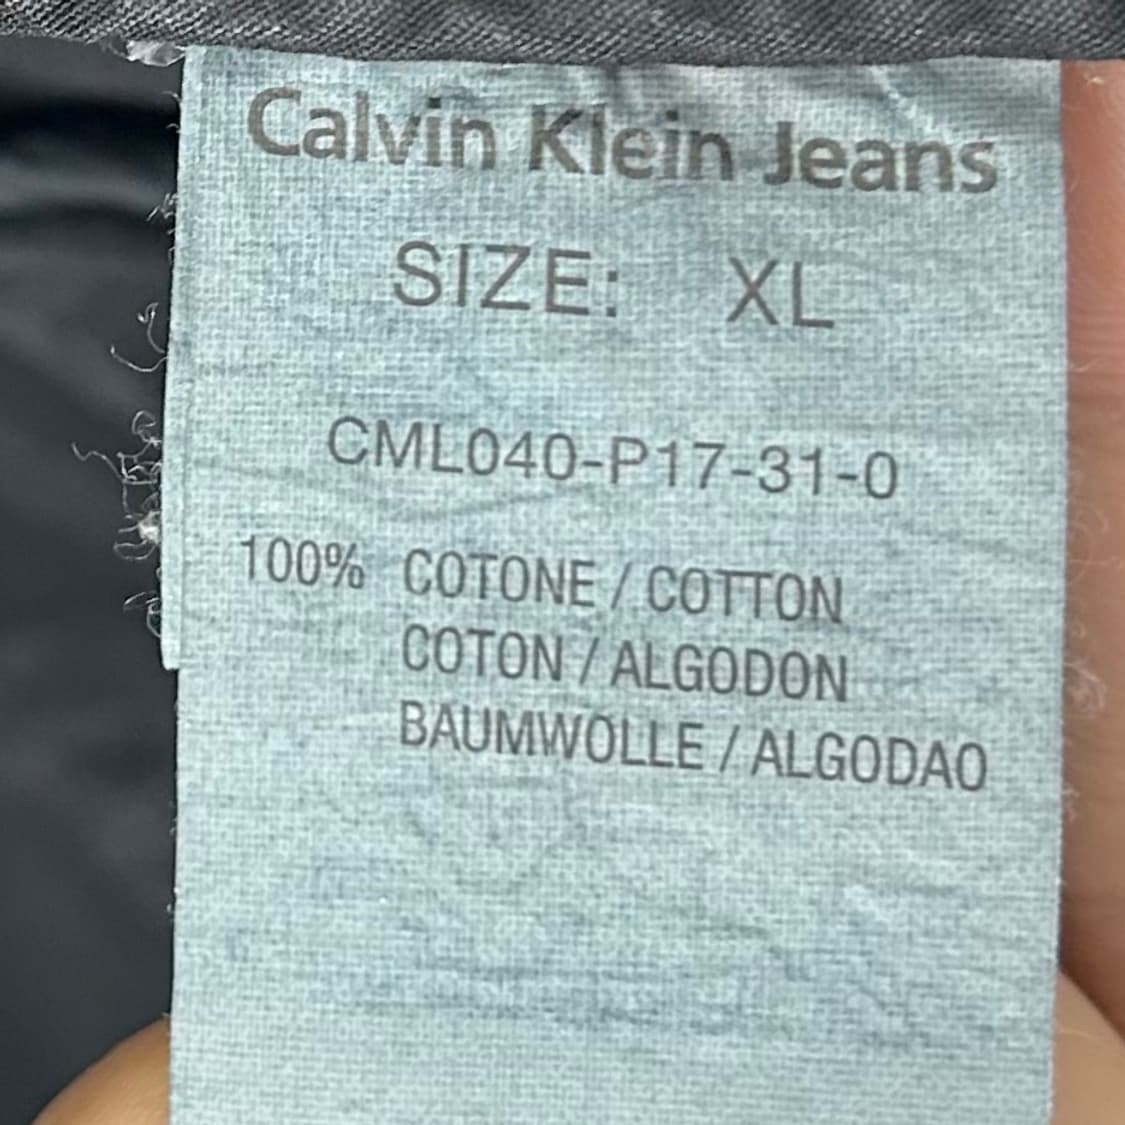 Calvin Klein Jeans
SIZE: XL
CML040-P17-31-0
100% COTONE / COTTON
COTON / ALGODON
BAUMWOLLE / ALGODAO